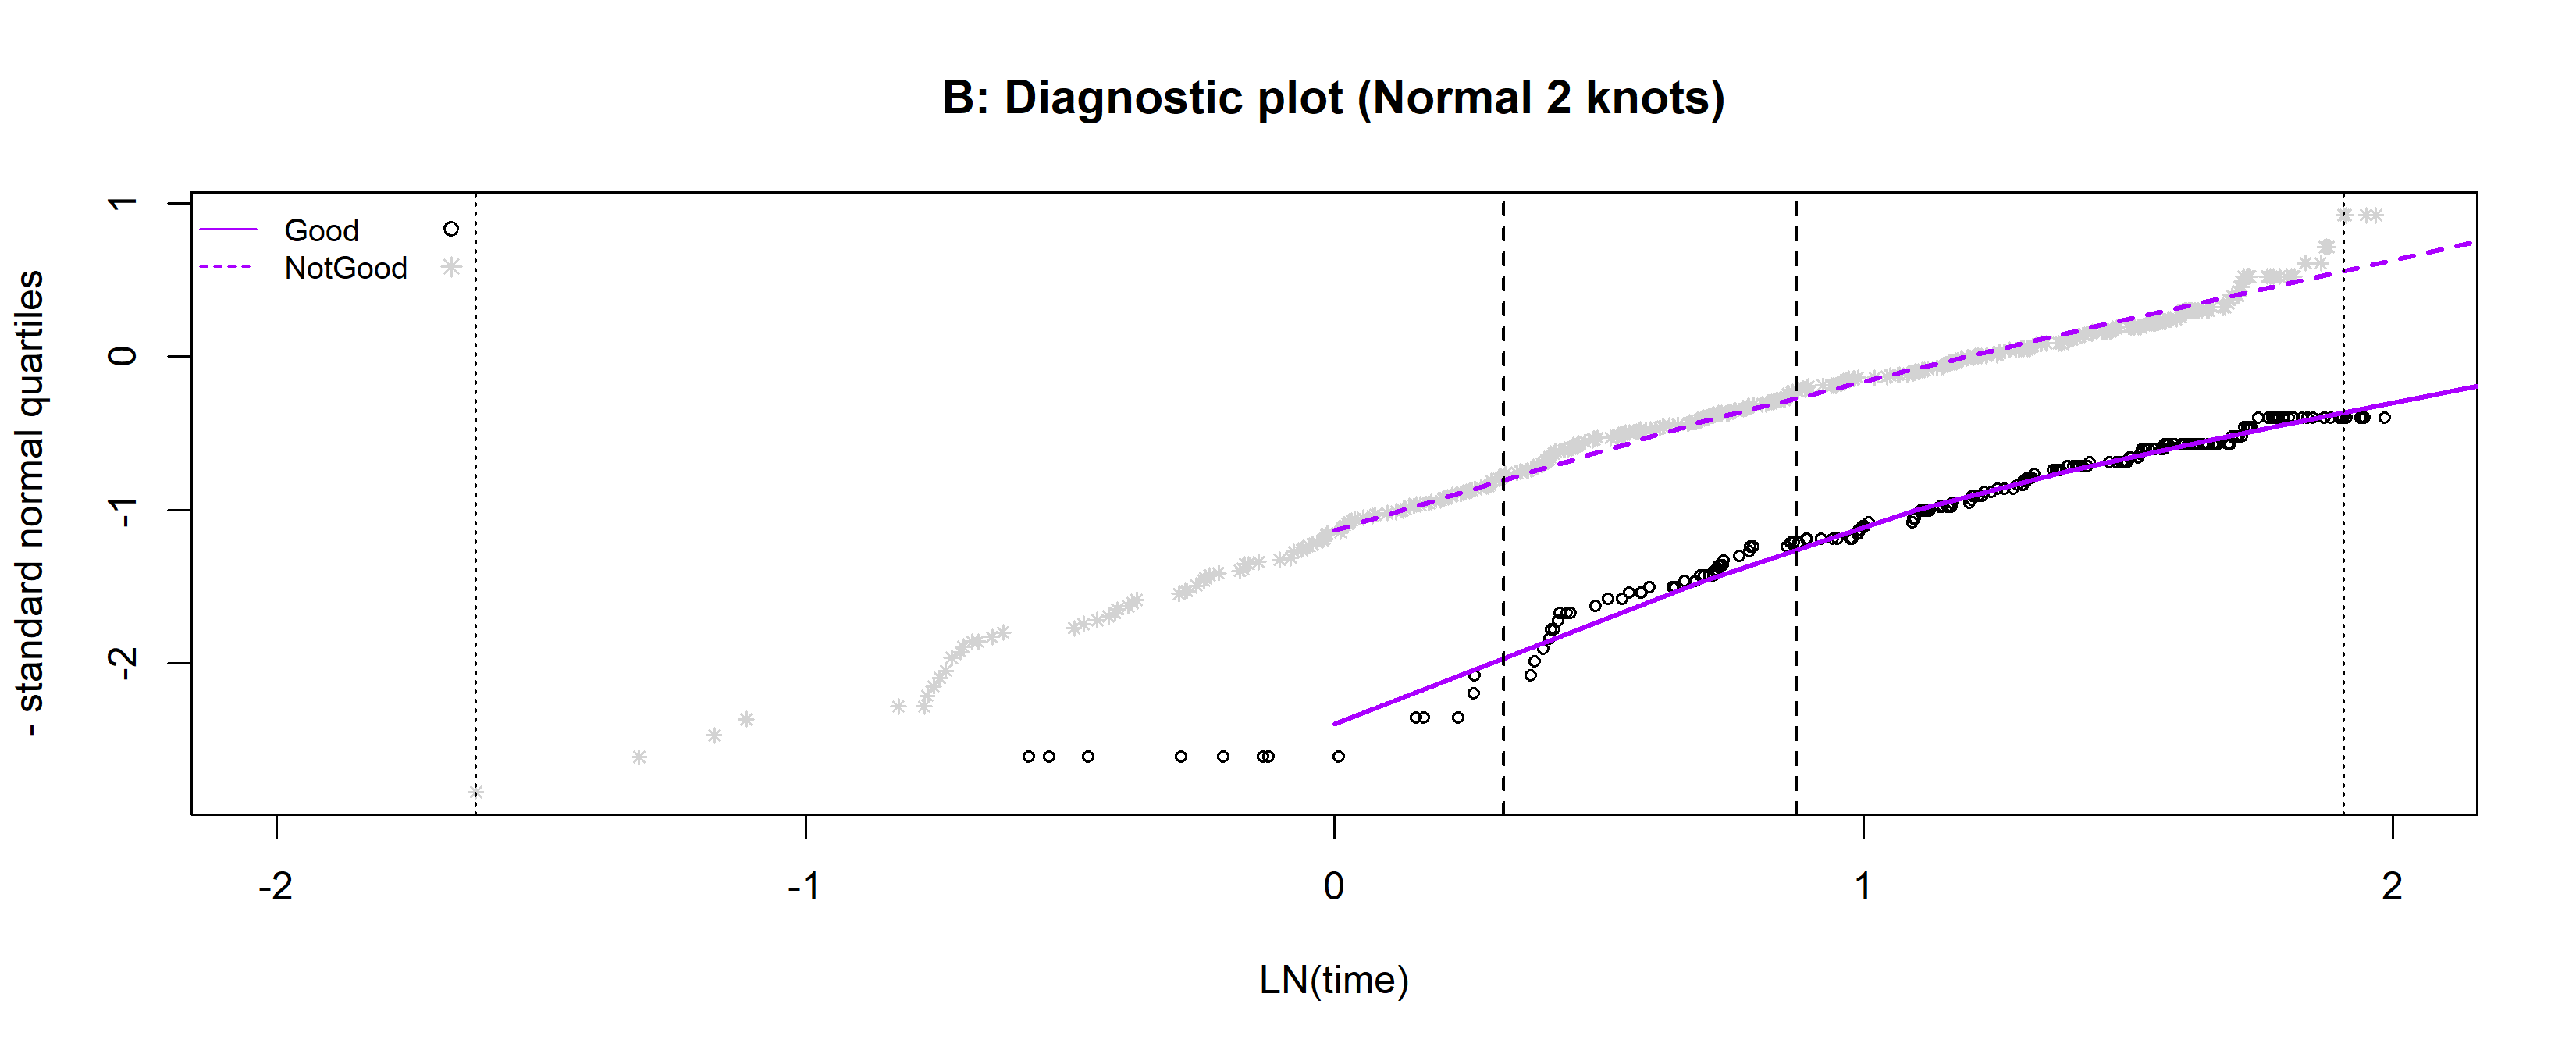 B: Diagnostic plot (Normal 2 knots)
- standard normal quartiles
1
0
-1
-2
Good
NotGood
-2
-1
0
1
2
LN(time)